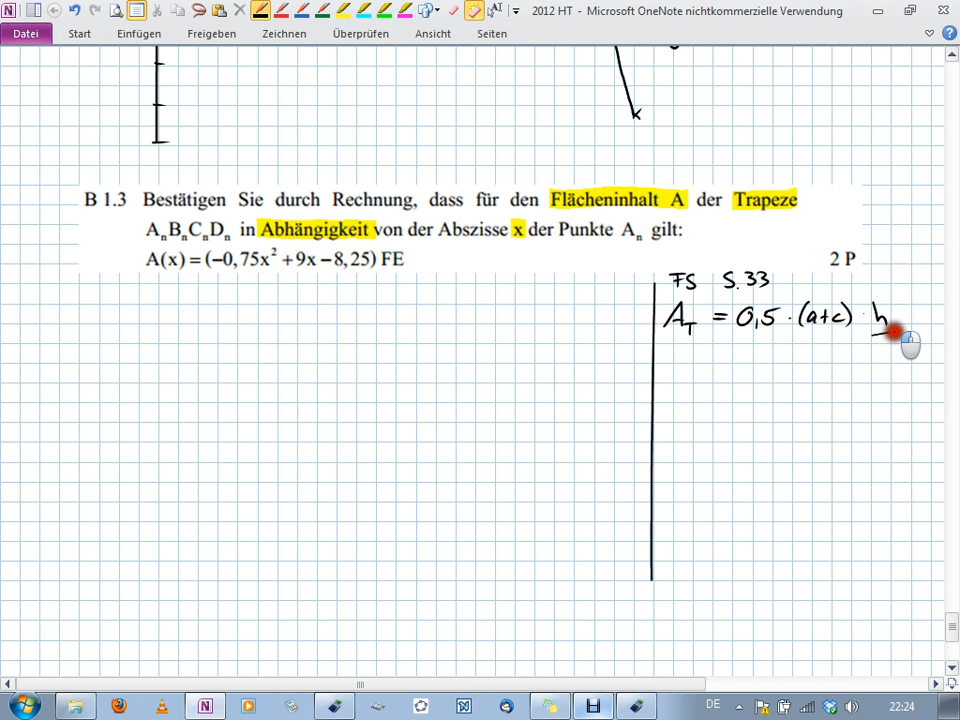 2012 HT - Microsoft OneNote nichtkommerzielle Verwendung
Datei Start Einfügen Freigeben Zeichnen Überprüfen Ansicht Seiten
B 1.3 Bestätigen Sie durch Rechnung, dass für den Flächeninhalt A der Trapeze
AₙBₙCₙDₙ in Abhängigkeit von der Abszisse x der Punkte Aₙ gilt:
A(x) = (−0,75x² + 9x − 8,25) FE 2 P
FS S. 33
A_T = 0,5 · (a+c) · h
DE 22:24